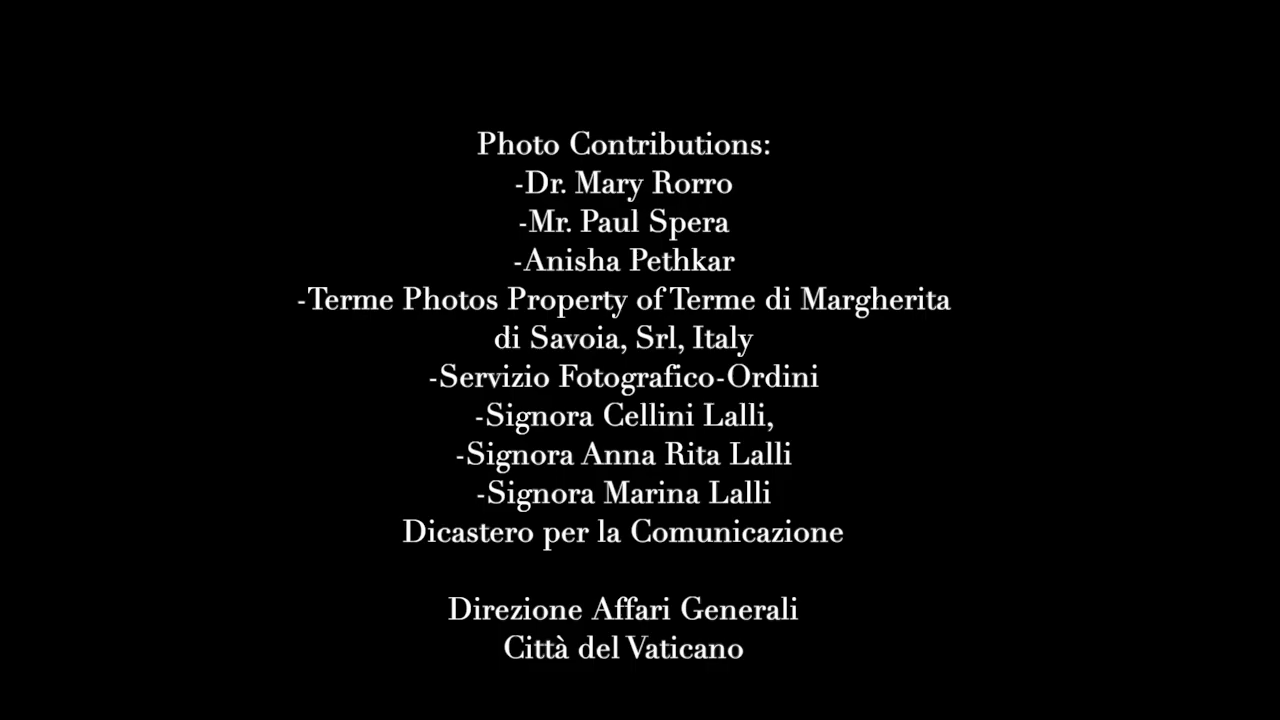 Photo Contributions:
-Dr. Mary Rorro
-Mr. Paul Spera
-Anisha Pethkar
-Terme Photos Property of Terme di Margherita
di Savoia, Srl, Italy
-Servizio Fotografico-Ordini
-Signora Cellini Lalli,
-Signora Anna Rita Lalli
-Signora Marina Lalli
Dicastero per la Comunicazione
Direzione Affari Generali
Città del Vaticano